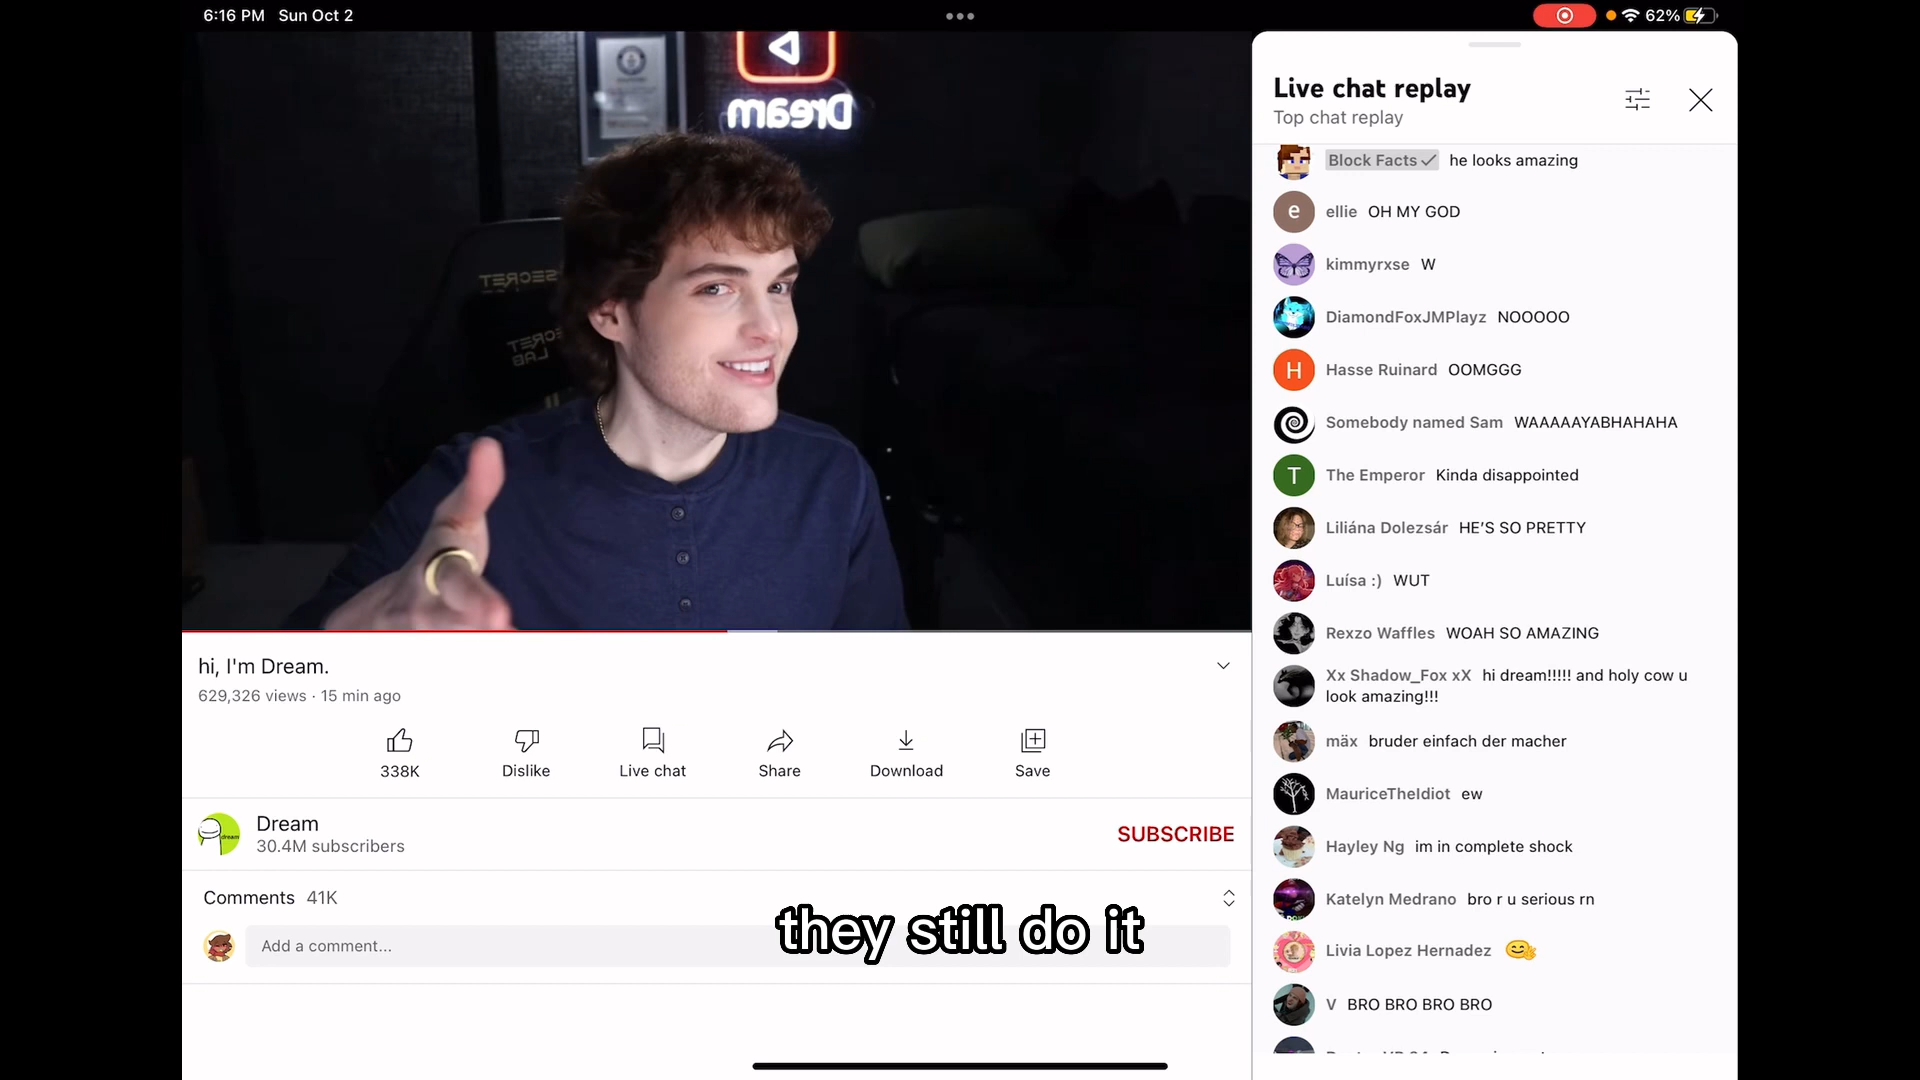 6:16 PM Sun Oct 2
62%
Dream
SECRET
SECRET
LAB
hi, I'm Dream.
629,326 views · 15 min ago
338K
Dislike
Live chat
Share
Download
Save
dream
Dream
30.4M subscribers
SUBSCRIBE
Comments 41K
Add a comment...
they still do it
Live chat replay
Top chat replay
Block Facts he looks amazing
e
ellie OH MY GOD
kimmyrxse W
DiamondFoxJMPlayz NOOOOO
H
Hasse Ruinard OOMGGG
Somebody named Sam WAAAAAYABHAHAHA
T
The Emperor Kinda disappointed
Liliána Dolezsár HE'S SO PRETTY
Luísa :) WUT
Rexzo Waffles WOAH SO AMAZING
Xx Shadow_Fox xX hi dream!!!!! and holy cow u
look amazing!!!
mäx bruder einfach der macher
MauriceTheIdiot ew
Hayley Ng im in complete shock
Katelyn Medrano bro r u serious rn
Livia Lopez Hernadez 😊
V BRO BRO BRO BRO